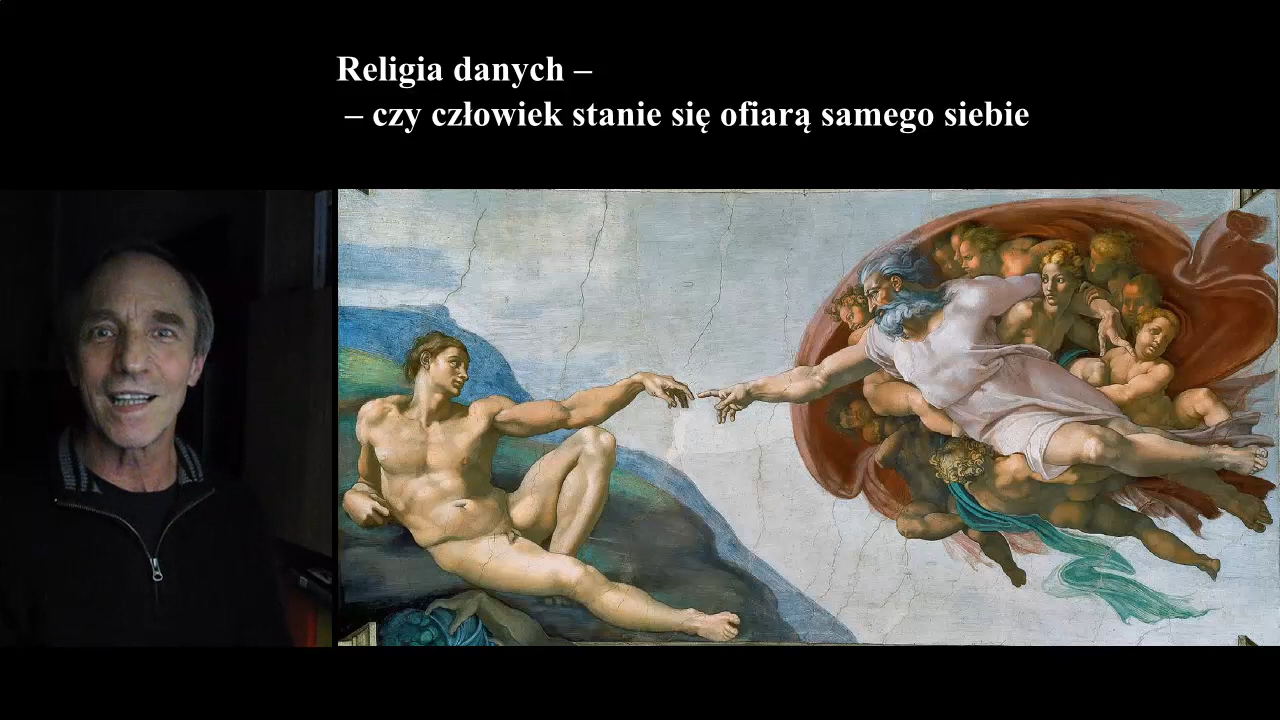 Religia danych –
– czy człowiek stanie się ofiarą samego siebie